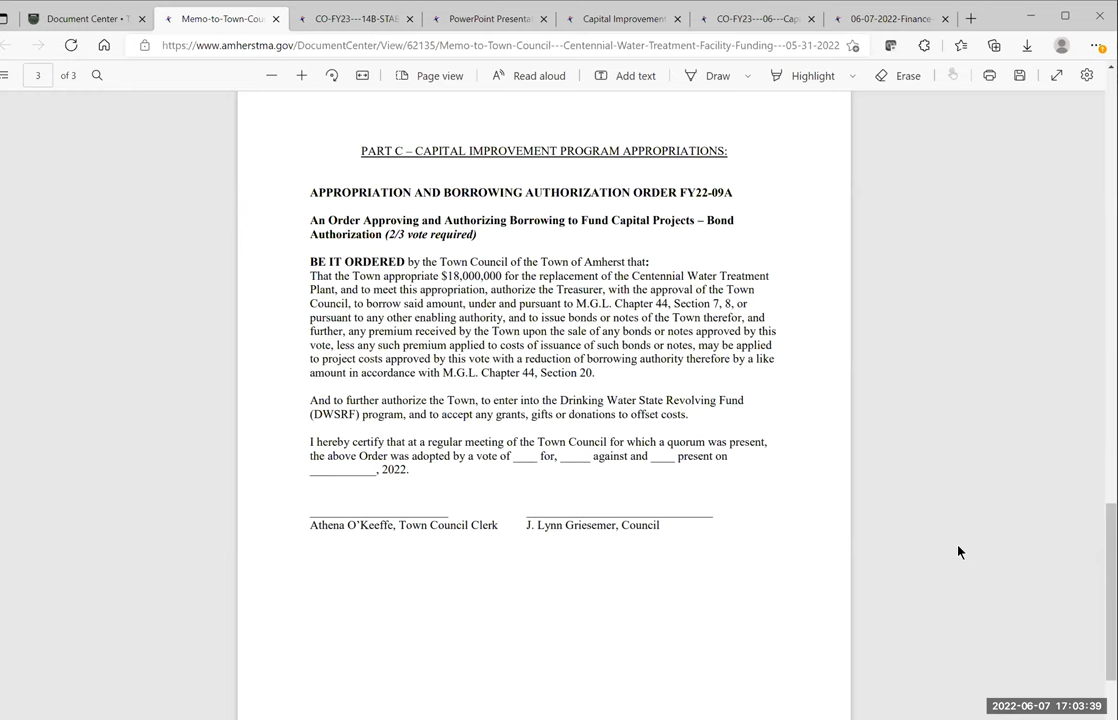 Document Center • T
Memo-to-Town-Cou
CO-FY23---14B-STAB
PowerPoint Presenta
Capital Improvement
CO-FY23---06---Cap
06-07-2022-Finance-
https://www.amherstma.gov/DocumentCenter/View/62135/Memo-to-Town-Council---Centennial-Water-Treatment-Facility-Funding---05-31-2022
3 of 3
Page view
Read aloud
Add text
Draw
Highlight
Erase
PART C – CAPITAL IMPROVEMENT PROGRAM APPROPRIATIONS:
APPROPRIATION AND BORROWING AUTHORIZATION ORDER FY22-09A
An Order Approving and Authorizing Borrowing to Fund Capital Projects – Bond
Authorization (2/3 vote required)
BE IT ORDERED by the Town Council of the Town of Amherst that:
That the Town appropriate $18,000,000 for the replacement of the Centennial Water Treatment
Plant, and to meet this appropriation, authorize the Treasurer, with the approval of the Town
Council, to borrow said amount, under and pursuant to M.G.L. Chapter 44, Section 7, 8, or
pursuant to any other enabling authority, and to issue bonds or notes of the Town therefor, and
further, any premium received by the Town upon the sale of any bonds or notes approved by this
vote, less any such premium applied to costs of issuance of such bonds or notes, may be applied
to project costs approved by this vote with a reduction of borrowing authority therefore by a like
amount in accordance with M.G.L. Chapter 44, Section 20.
And to further authorize the Town, to enter into the Drinking Water State Revolving Fund
(DWSRF) program, and to accept any grants, gifts or donations to offset costs.
I hereby certify that at a regular meeting of the Town Council for which a quorum was present,
the above Order was adopted by a vote of ____ for, _____ against and ____ present on
___________, 2022.
Athena O’Keeffe, Town Council Clerk
J. Lynn Griesemer, Council
2022-06-07 17:03:39